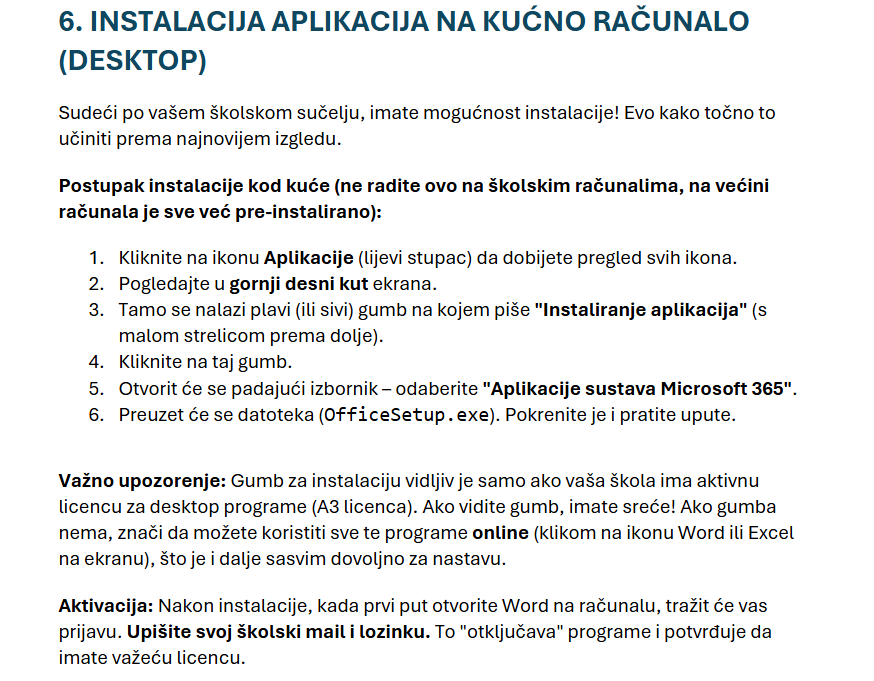 6. INSTALACIJA APLIKACIJA NA KUĆNO RAČUNALO
(DESKTOP)
Sudeći po vašem školskom sučelju, imate mogućnost instalacije! Evo kako točno to
učiniti prema najnovijem izgledu.
Postupak instalacije kod kuće (ne radite ovo na školskim računalima, na većini
računala je sve već pre-instalirano):
1. Kliknite na ikonu Aplikacije (lijevi stupac) da dobijete pregled svih ikona.
2. Pogledajte u gornji desni kut ekrana.
3. Tamo se nalazi plavi (ili sivi) gumb na kojem piše "Instaliranje aplikacija" (s
malom strelicom prema dolje).
4. Kliknite na taj gumb.
5. Otvorit će se padajući izbornik – odaberite "Aplikacije sustava Microsoft 365".
6. Preuzet će se datoteka (OfficeSetup.exe). Pokrenite je i pratite upute.
Važno upozorenje: Gumb za instalaciju vidljiv je samo ako vaša škola ima aktivnu
licencu za desktop programe (A3 licenca). Ako vidite gumb, imate sreće! Ako gumba
nema, znači da možete koristiti sve te programe online (klikom na ikonu Word ili Excel
na ekranu), što je i dalje sasvim dovoljno za nastavu.
Aktivacija: Nakon instalacije, kada prvi put otvorite Word na računalu, tražit će vas
prijavu. Upišite svoj školski mail i lozinku. To "otključava" programe i potvrđuje da
imate važeću licencu.